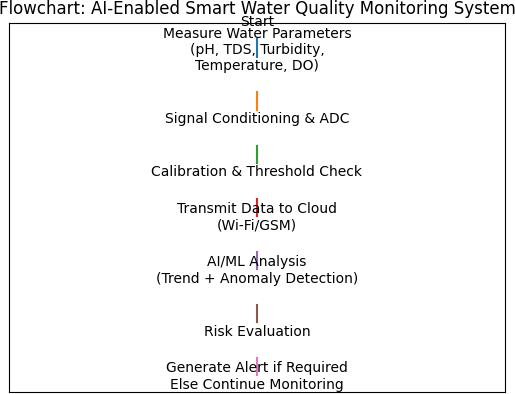 Flowchart: AI-Enabled Smart Water Quality Monitoring System
Start
Measure Water Parameters
(pH, TDS, Turbidity,
Temperature, DO)
Signal Conditioning & ADC
Calibration & Threshold Check
Transmit Data to Cloud
(Wi-Fi/GSM)
AI/ML Analysis
(Trend + Anomaly Detection)
Risk Evaluation
Generate Alert if Required
Else Continue Monitoring